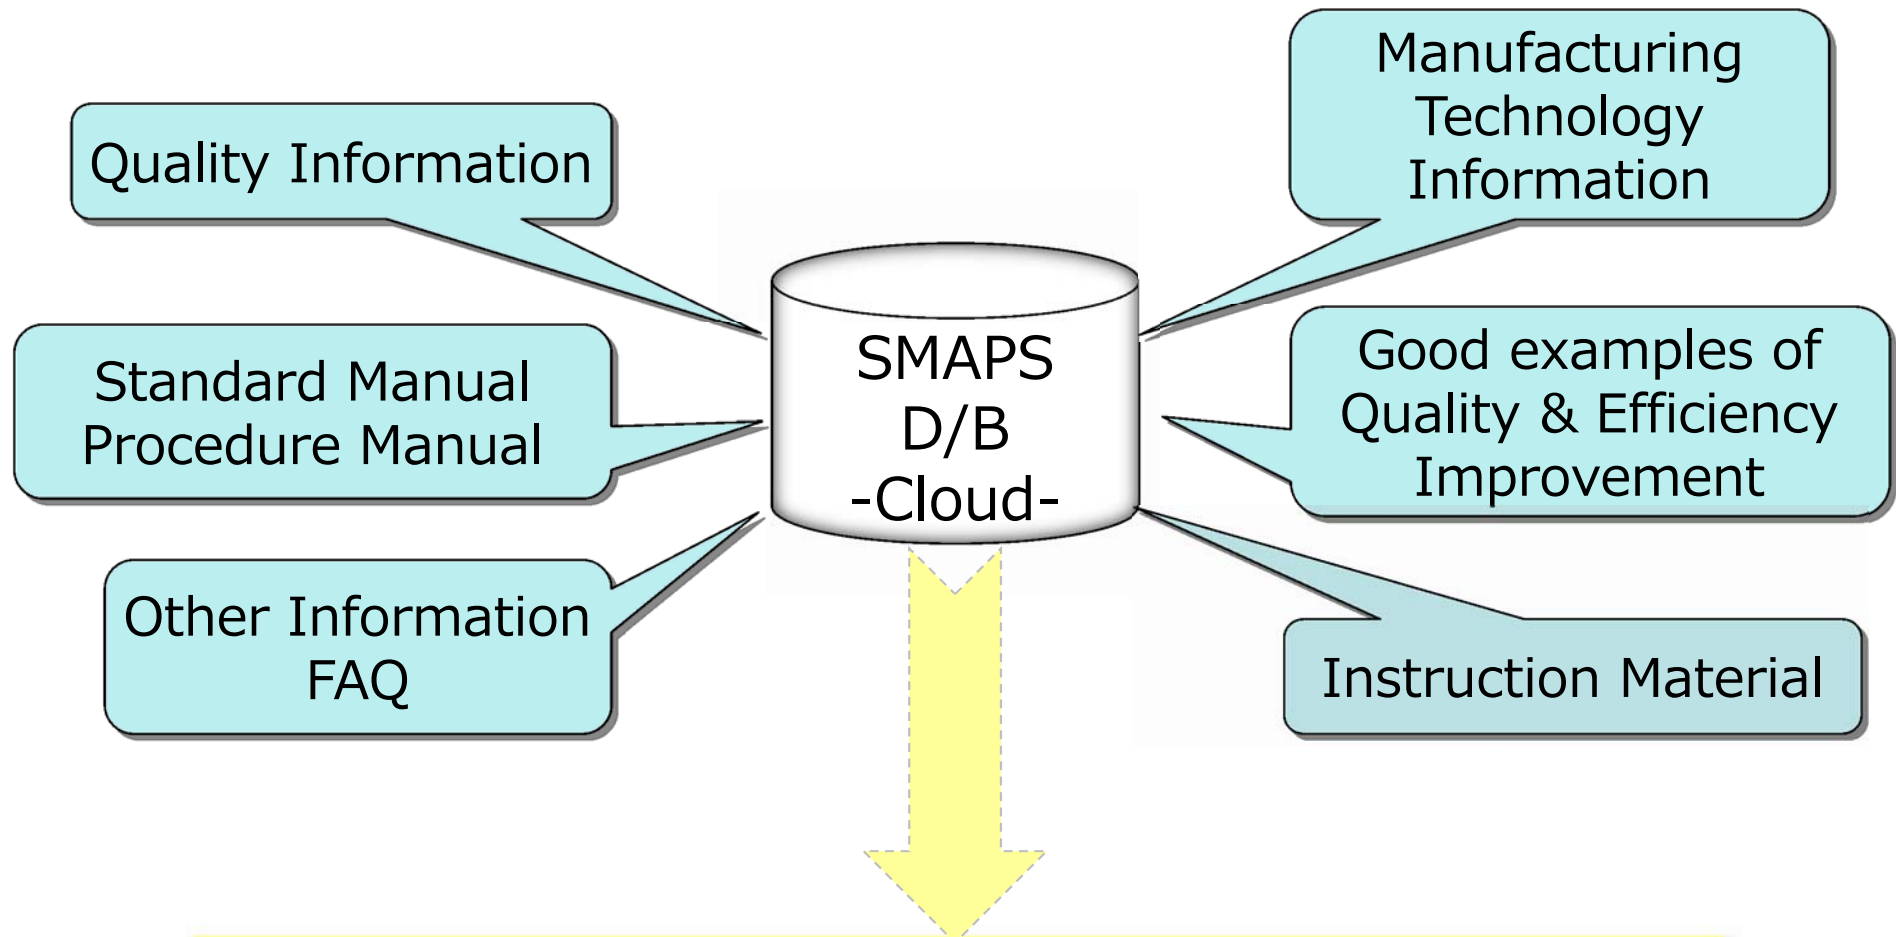 Quality Information
Standard Manual
Procedure Manual
Other Information
FAQ
SMAPS
D/B
-Cloud-
Manufacturing
Technology
Information
Good examples of
Quality & Efficiency
Improvement
Instruction Material